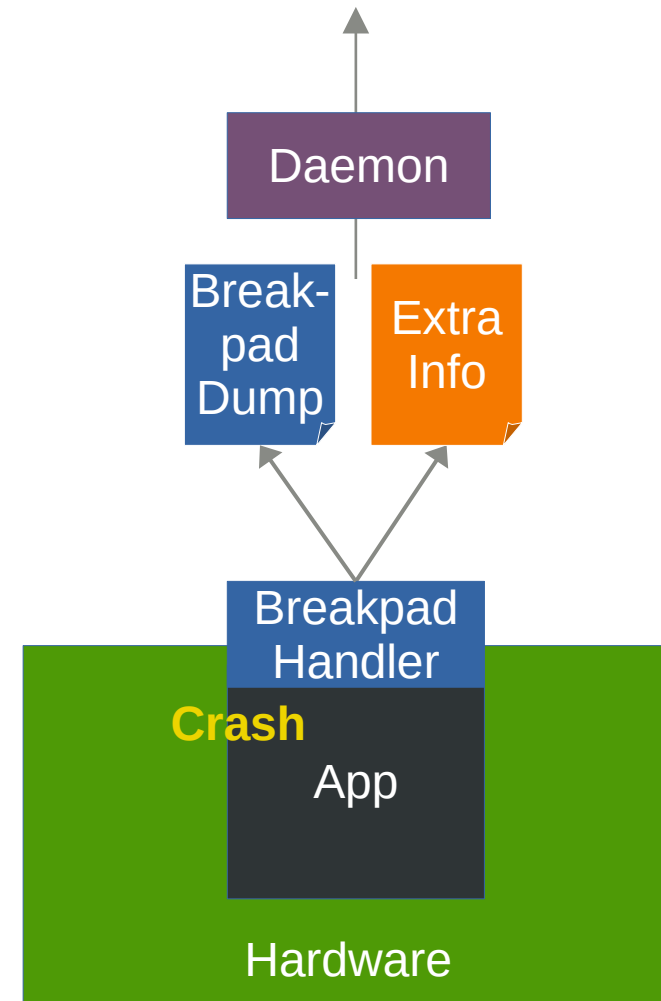 Daemon
Break-
pad
Dump
Extra
Info
Breakpad
Handler
Crash
App
Hardware